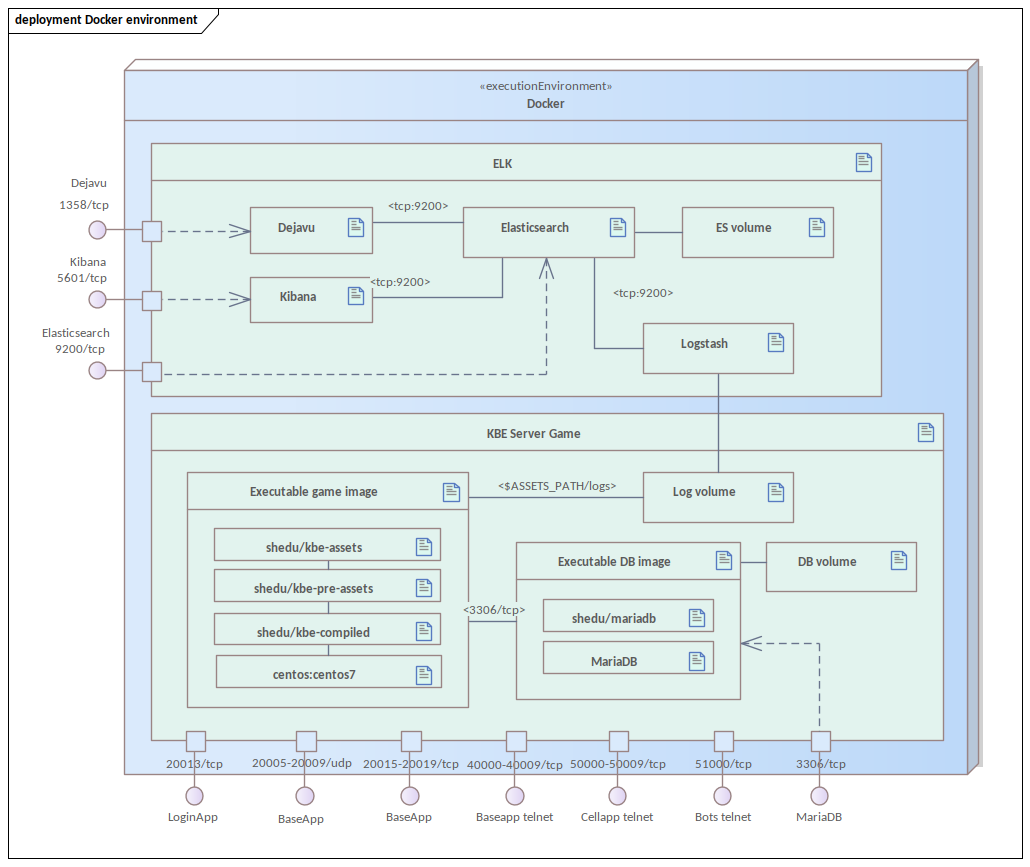 deployment Docker environment
«executionEnvironment»
Docker
ELK
Dejavu
1358/tcp
Dejavu
<tcp:9200>
Elasticsearch
ES volume
Kibana
5601/tcp
Kibana
<tcp:9200>
<tcp:9200>
Elasticsearch
9200/tcp
Logstash
KBE Server Game
Executable game image
<$ASSETS_PATH/logs>
Log volume
shedu/kbe-assets
shedu/kbe-pre-assets
shedu/kbe-compiled
centos:centos7
<3306/tcp>
Executable DB image
DB volume
shedu/mariadb
MariaDB
20013/tcp
20005-20009/udp
20015-20019/tcp
40000-40009/tcp
50000-50009/tcp
51000/tcp
3306/tcp
LoginApp
BaseApp
BaseApp
Baseapp telnet
Cellapp telnet
Bots telnet
MariaDB